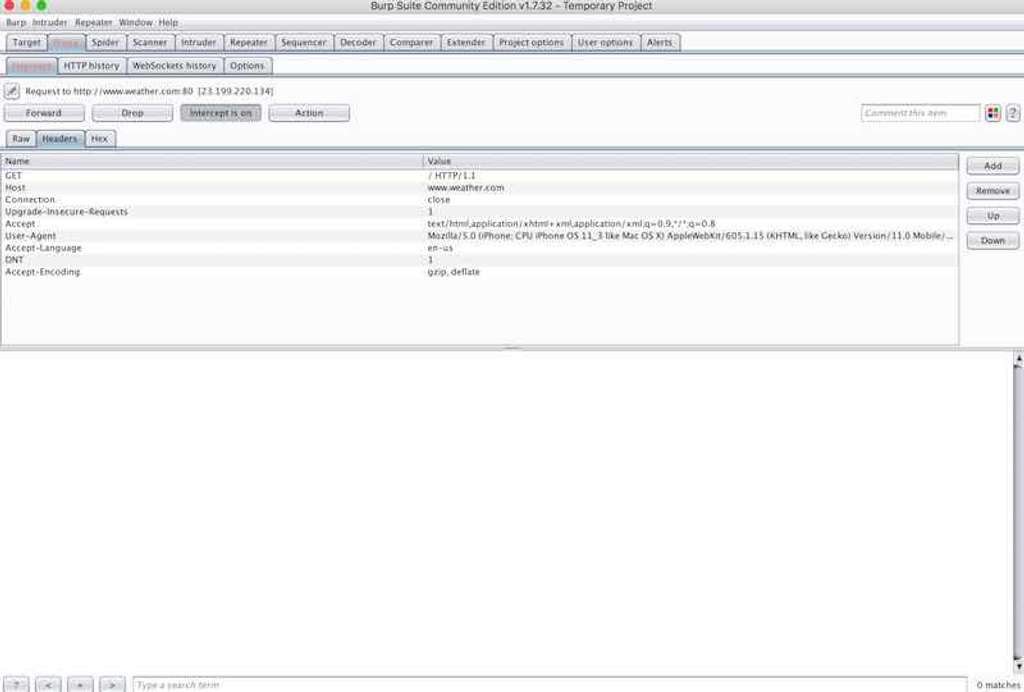 Burp Suite Community Edition v1.7.32 - Temporary Project
Burp Intruder Repeater Window Help
Target Proxy Spider Scanner Intruder Repeater Sequencer Decoder Comparer Extender Project options User options Alerts
Intercept HTTP history WebSockets history Options
Request to http://www.weather.com:80 [23.199.220.134]
Forward Drop Intercept is on Action Comment this item ?
Raw Headers Hex
Name Value
GET / HTTP/1.1
Host www.weather.com
Connection close
Upgrade-Insecure-Requests 1
Accept text/html,application/xhtml+xml,application/xml;q=0.9,*/*;q=0.8
User-Agent Mozilla/5.0 (iPhone; CPU iPhone OS 11_3 like Mac OS X) AppleWebKit/605.1.15 (KHTML, like Gecko) Version/11.0 Mobile/...
Accept-Language en-us
DNT 1
Accept-Encoding gzip, deflate
Add
Remove
Up
Down
? < + > Type a search term 0 matches